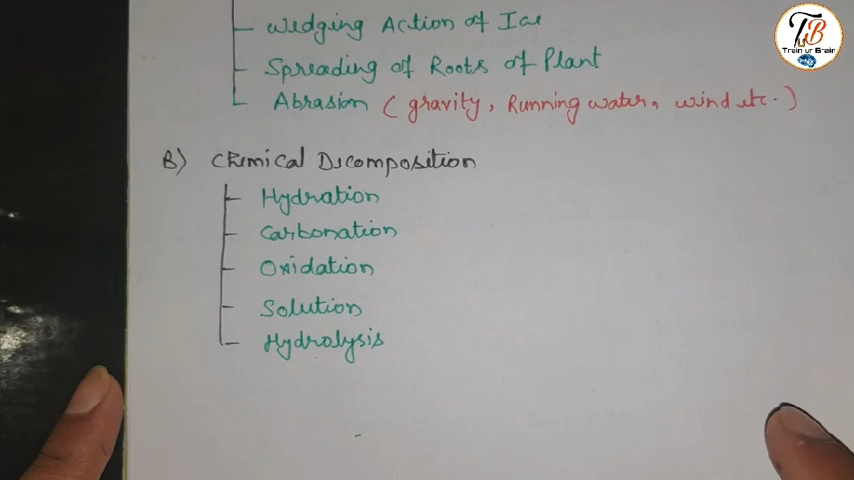 Wedging Action of Ice
Spreading of Roots of Plant
Abrasion (gravity, Running water, wind etc.)
B) Chemical Decomposition
Hydration
Carbonation
Oxidation
Solution
Hydrolysis
TUB
Train ur Brain